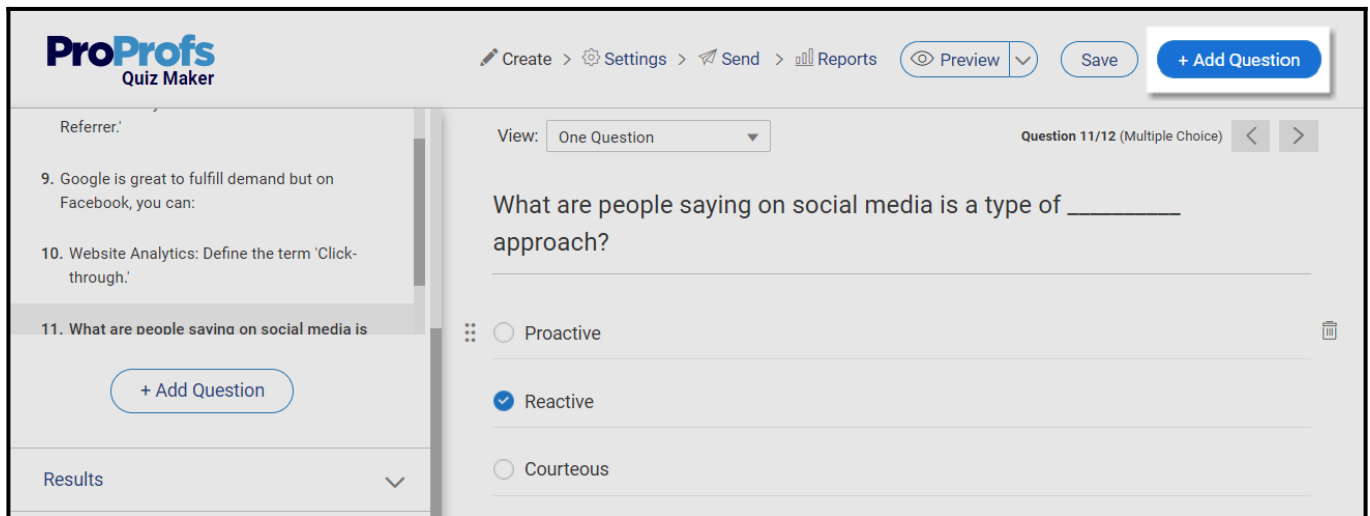 ProProfs
Quiz Maker
Create > Settings > Send > Reports
Preview
Save
+ Add Question
Referrer.'
9. Google is great to fulfill demand but on
Facebook, you can:
10. Website Analytics: Define the term 'Click-
through.'
11. What are people saying on social media is
+ Add Question
Results
View: One Question
Question 11/12 (Multiple Choice)
What are people saying on social media is a type of __________
approach?
Proactive
Reactive
Courteous